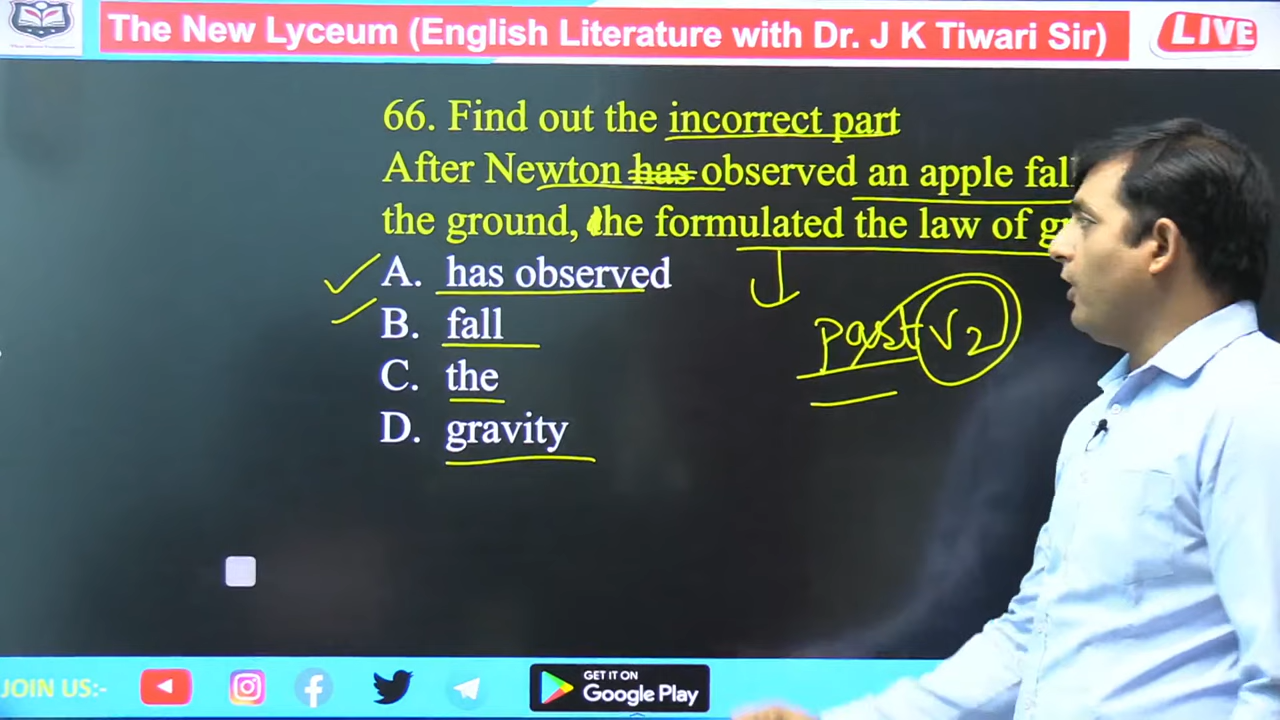 The New Lyceum (English Literature with Dr. J K Tiwari Sir)
LIVE
66. Find out the incorrect part
After Newton has observed an apple fal
the ground, the formulated the law of g
A. has observed
B. fall
C. the
D. gravity
past V2
JOIN US:-
GET IT ON
Google Play